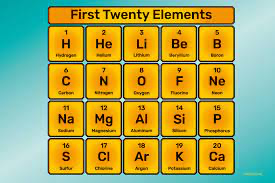 First Twenty Elements
1 2 3 4 5
H He Li Be B
Hydrogen Helium Lithium Beryllium Boron
6 7 8 9 10
C N O F Ne
Carbon Nitrogen Oxygen Fluorine Neon
11 12 13 14 15
Na Mg Al Si P
Sodium Magnesium Aluminum Silicon Phosphorus
16 17 18 19 20
S Cl Ar K Ca
Sulfur Chlorine Argon Potassium Calcium